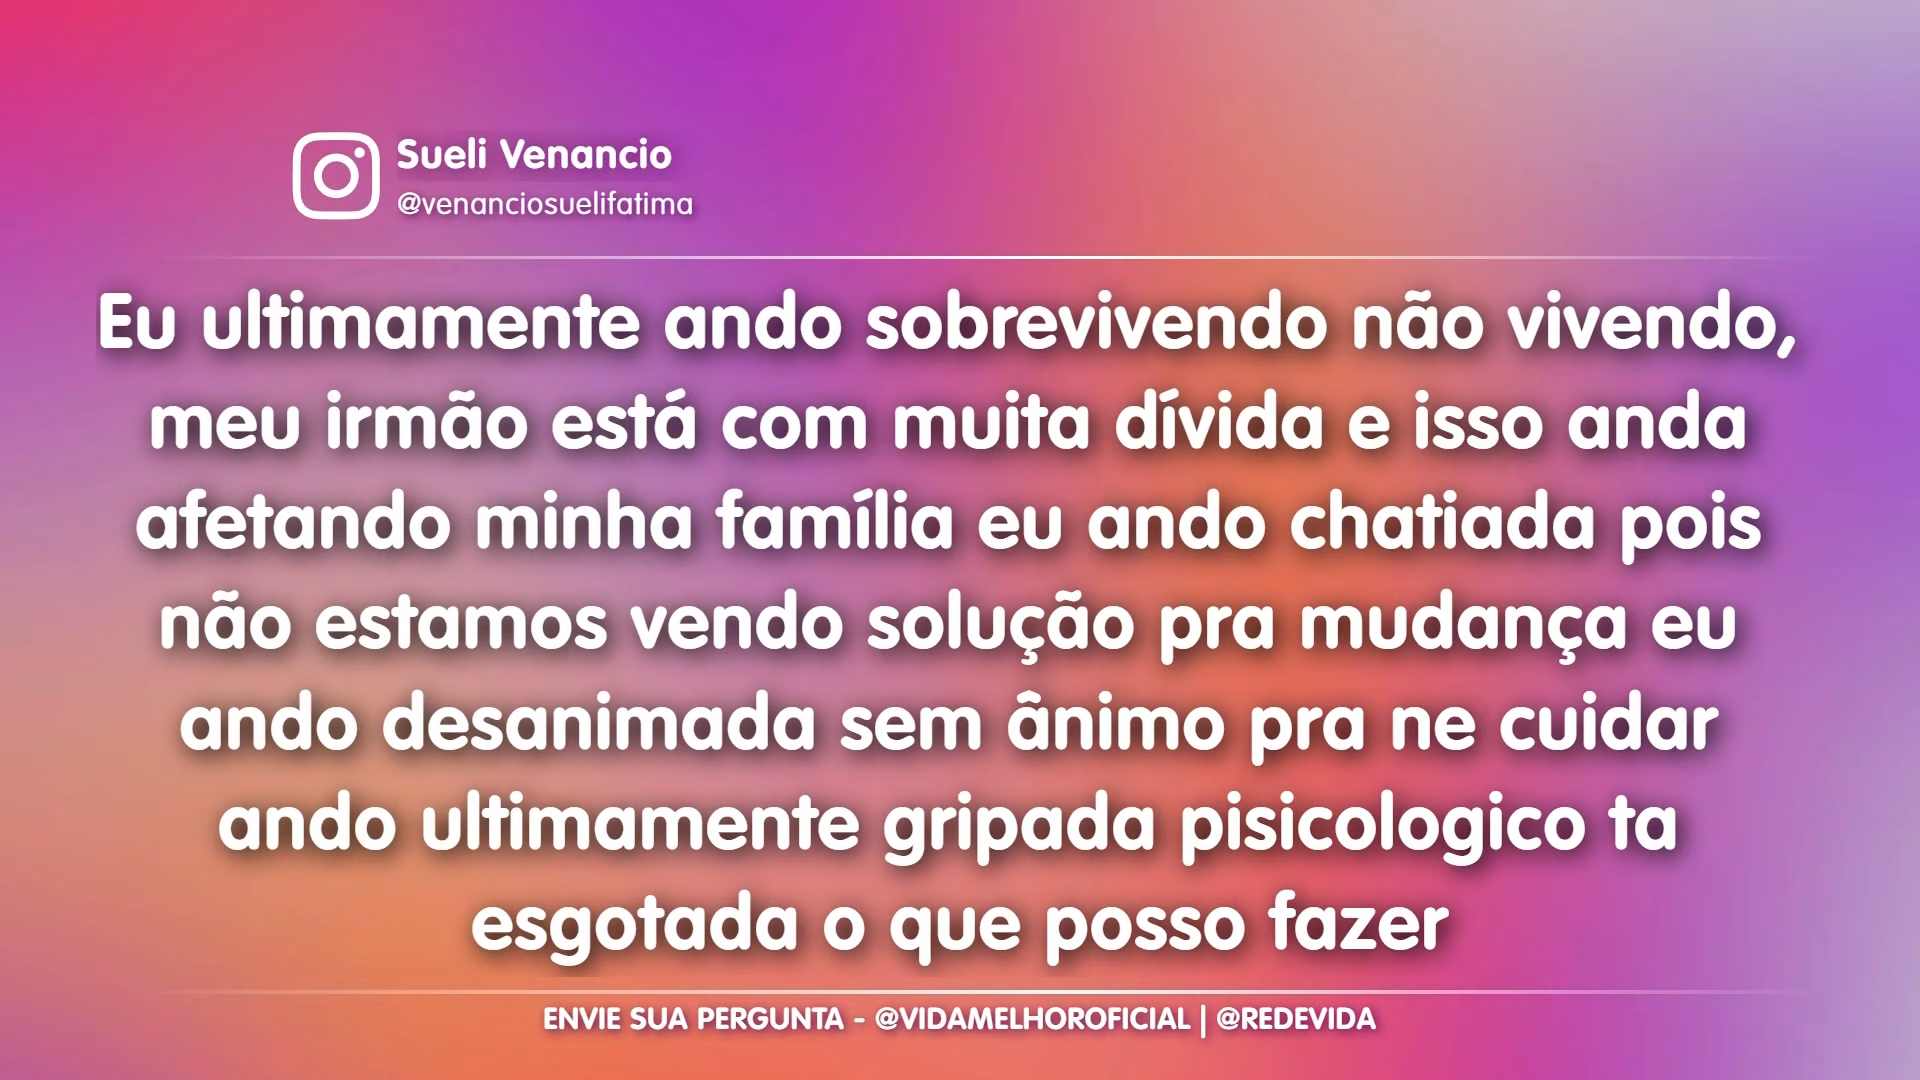 Sueli Venancio
@venanciosuelifatima
Eu ultimamente ando sobrevivendo não vivendo,
meu irmão está com muita dívida e isso anda
afetando minha família eu ando chatiada pois
não estamos vendo solução pra mudança eu
ando desanimada sem ânimo pra ne cuidar
ando ultimamente gripada pisicologico ta
esgotada o que posso fazer
ENVIE SUA PERGUNTA - @VIDAMELHOROFICIAL | @REDEVIDA